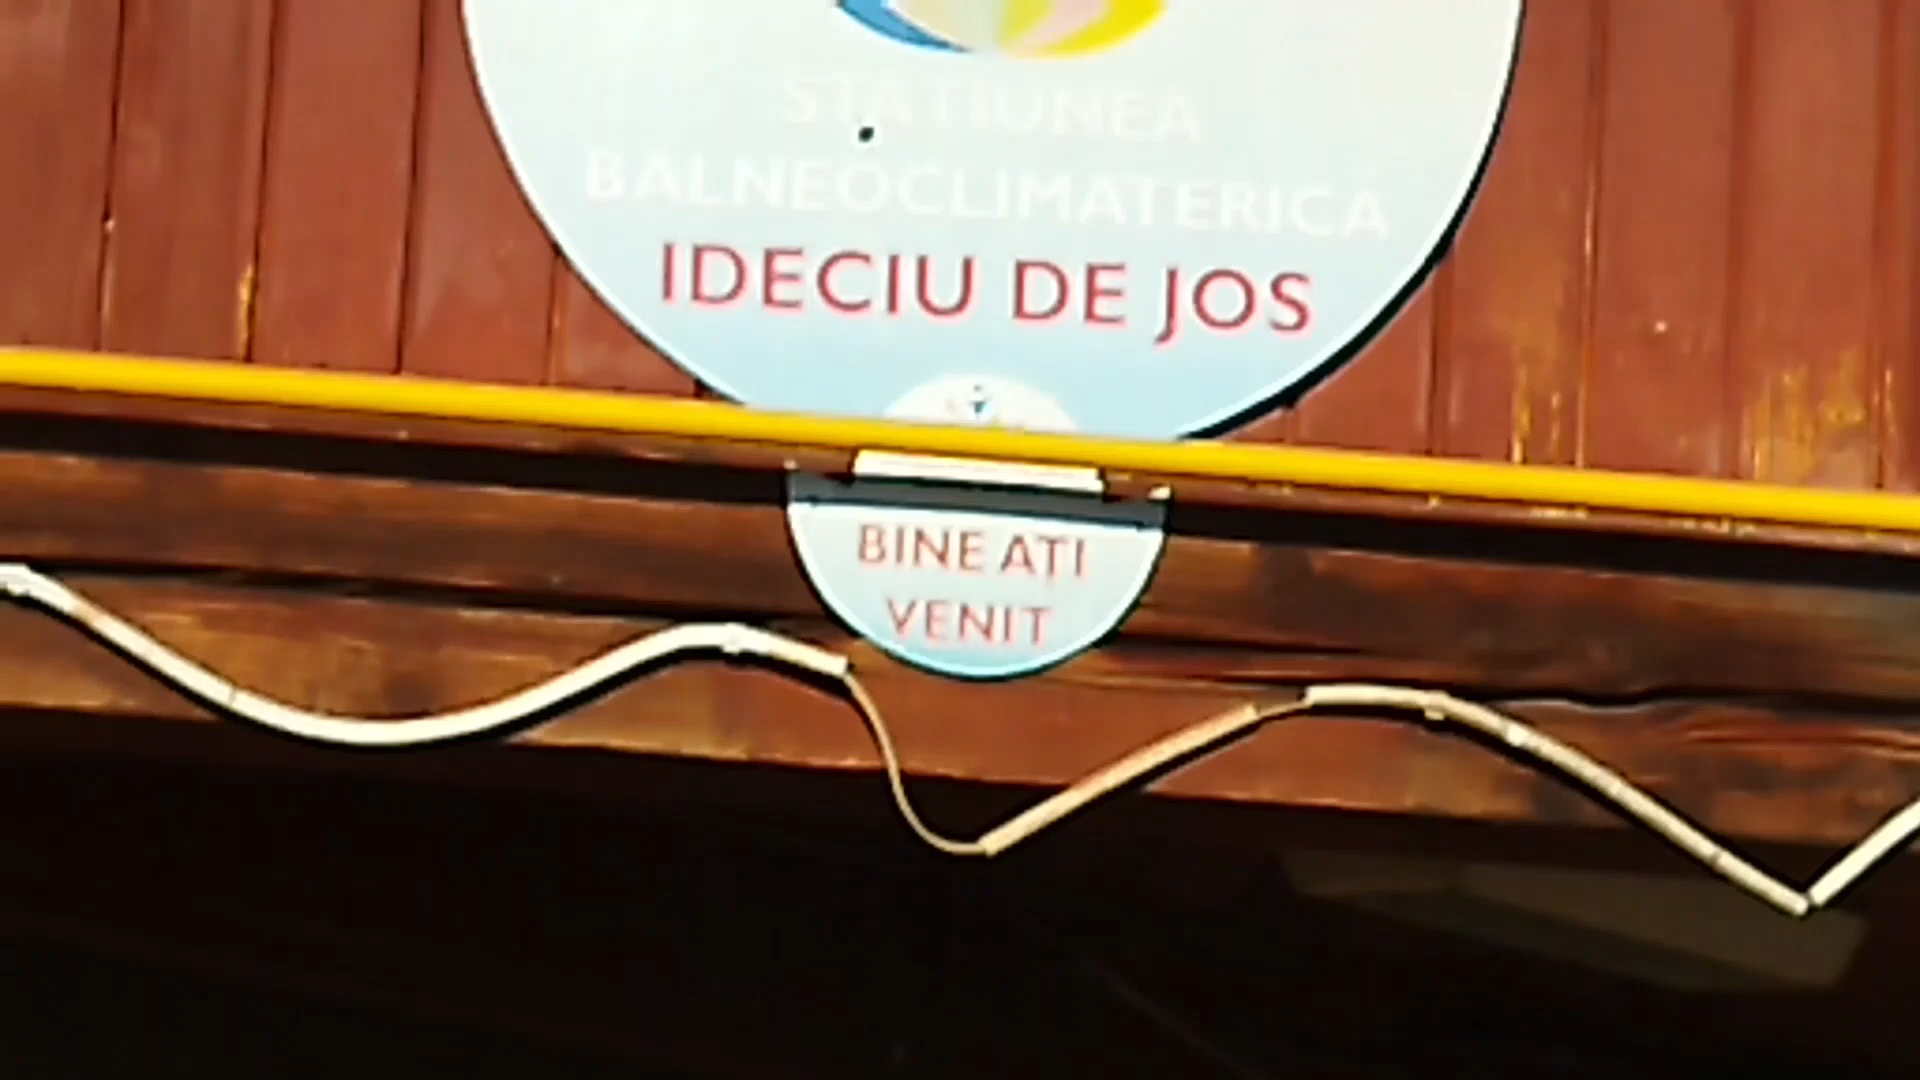 STAȚIUNEA
BALNEOCLIMATERICĂ
IDECIU DE JOS
BINE AȚI
VENIT